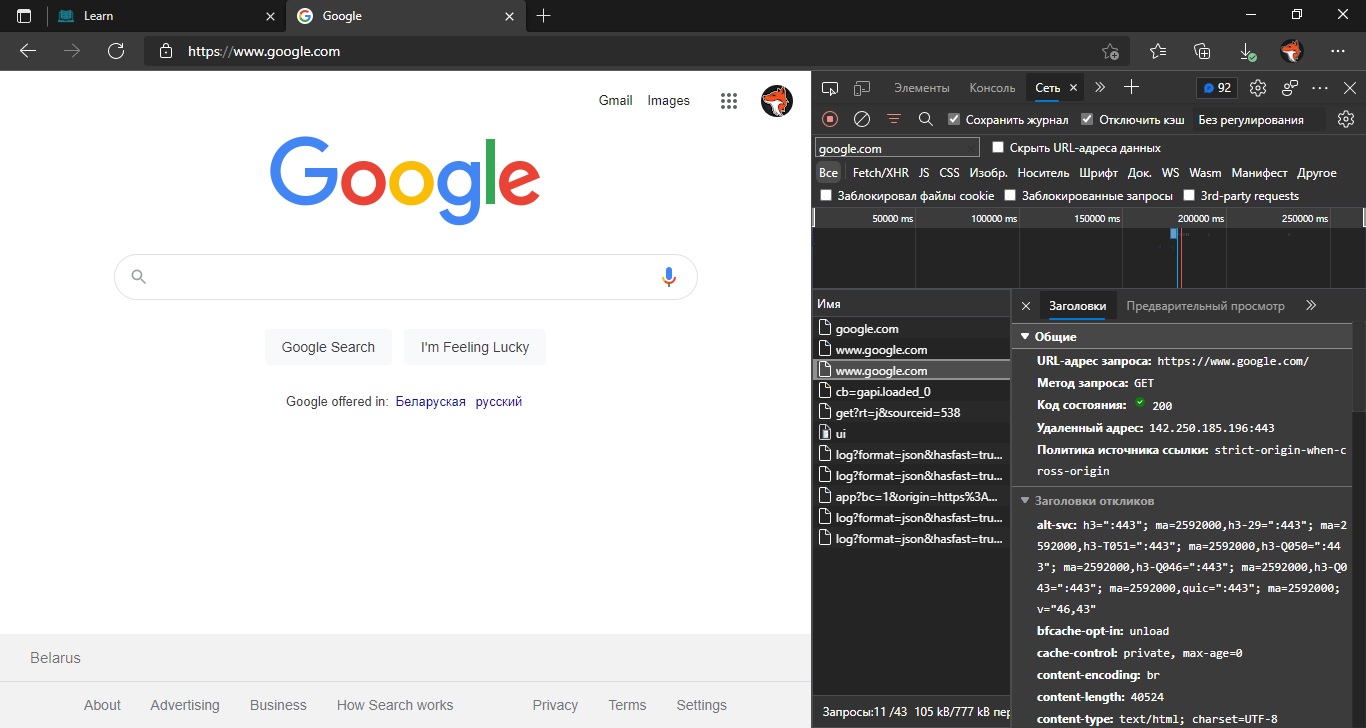 Learn
Google
https://www.google.com
Gmail Images
Google
Google Search
I'm Feeling Lucky
Google offered in: Беларуская русский
Belarus
About Advertising Business How Search works Privacy Terms Settings
Элементы Консоль Сеть 92
Сохранить журнал Отключить кэш Без регулирования
google.com Скрыть URL-адреса данных
Все Fetch/XHR JS CSS Изобр. Носитель Шрифт Док. WS Wasm Манифест Другое
Заблокировал файлы cookie Заблокированные запросы 3rd-party requests
50000 ms 100000 ms 150000 ms 200000 ms 250000 ms
Имя
google.com
www.google.com
www.google.com
cb=gapi.loaded_0
get?rt=j&sourceid=538
ui
log?format=json&hasfast=tru...
log?format=json&hasfast=tru...
app?bc=1&origin=https%3A...
log?format=json&hasfast=tru...
log?format=json&hasfast=tru...
Запросы:11 /43 105 kB/777 kB пер
Заголовки Предварительный просмотр
Общие
URL-адрес запроса: https://www.google.com/
Метод запроса: GET
Код состояния: 200
Удаленный адрес: 142.250.185.196:443
Политика источника ссылки: strict-origin-when-c
ross-origin
Заголовки откликов
alt-svc: h3=":443"; ma=2592000,h3-29=":443"; ma=2
592000,h3-T051=":443"; ma=2592000,h3-Q050=":44
3"; ma=2592000,h3-Q046=":443"; ma=2592000,h3-Q0
43=":443"; ma=2592000,quic=":443"; ma=2592000;
v="46,43"
bfcache-opt-in: unload
cache-control: private, max-age=0
content-encoding: br
content-length: 40524
content-type: text/html; charset=UTF-8